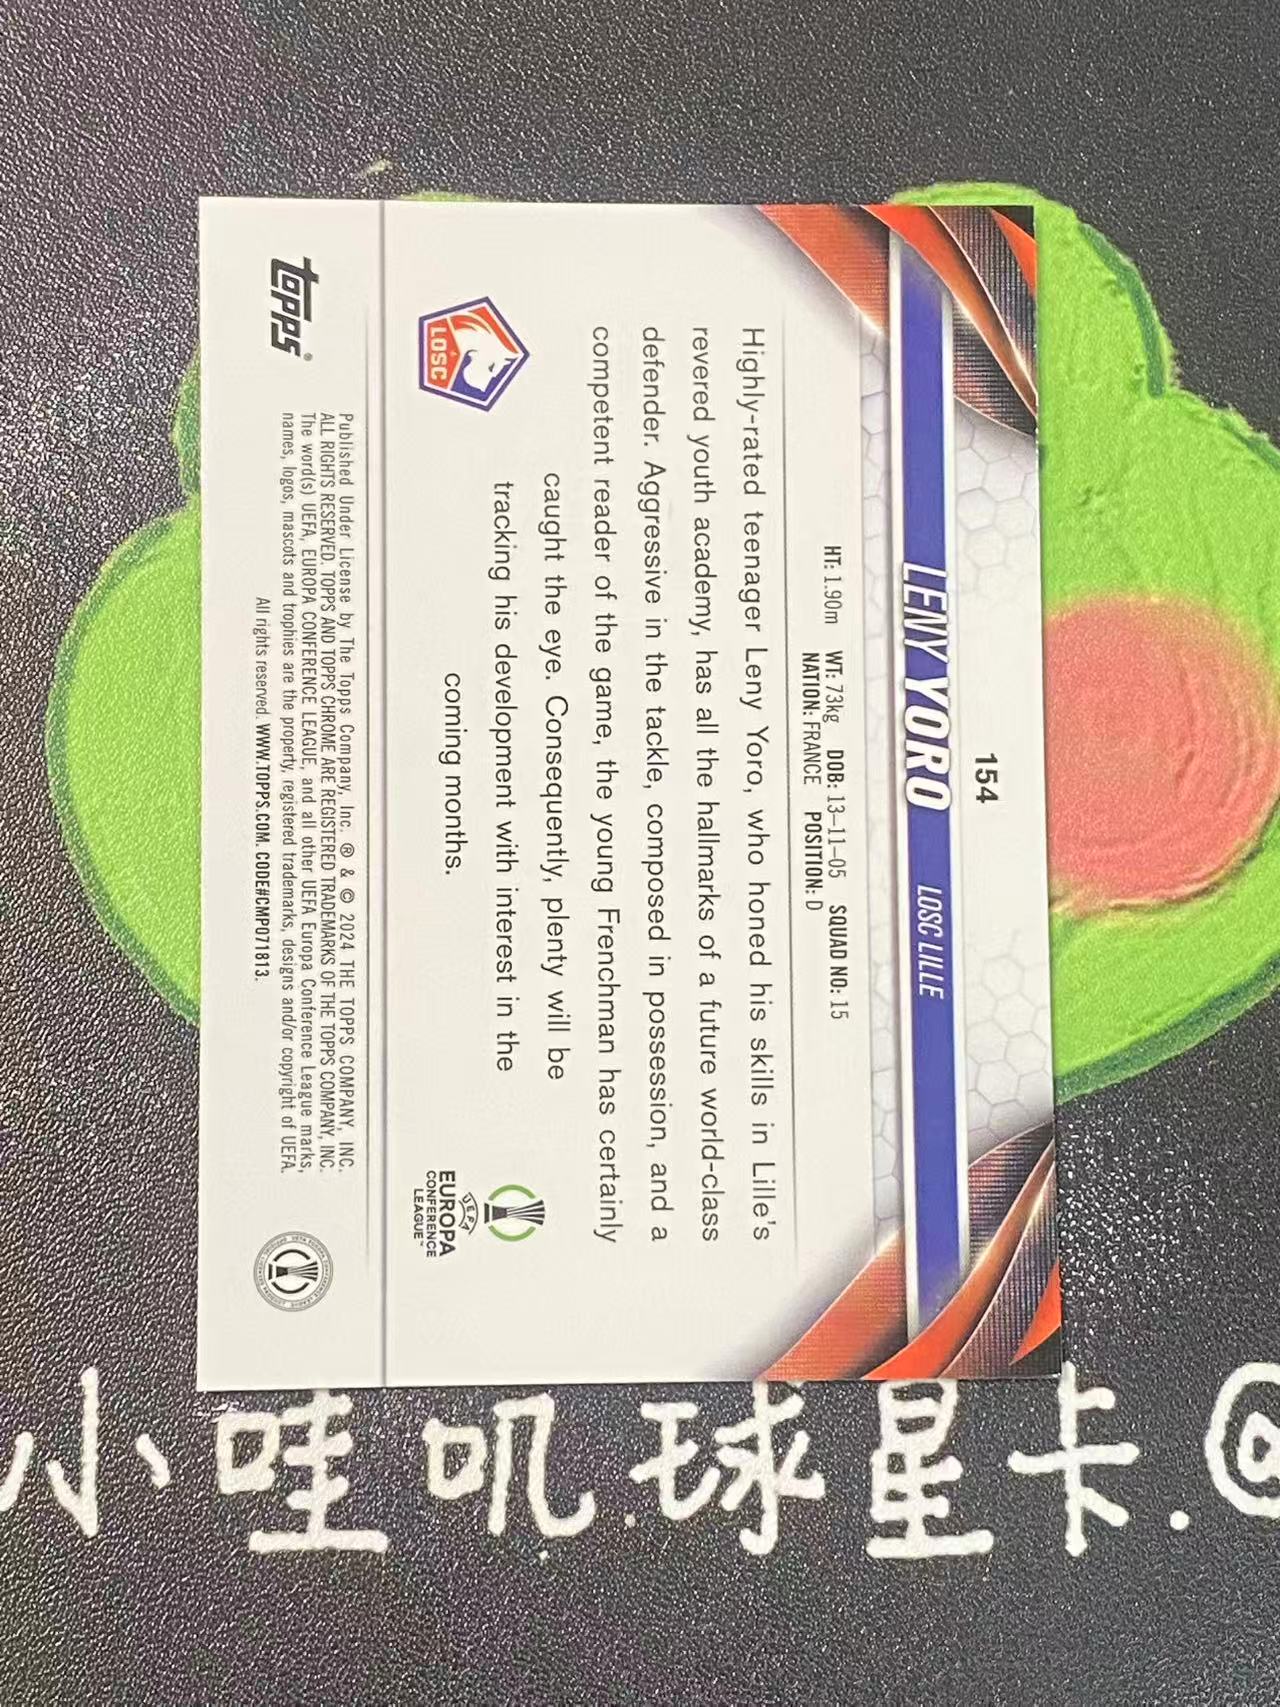 154
LENY YORO LOSC LILLE
HT: 1.90m WT: 73kg DOB: 13-11-05 SQUAD NO: 15
NATION: FRANCE POSITION: D
Highly-rated teenager Leny Yoro, who honed his skills in Lille's
revered youth academy, has all the hallmarks of a future world-class
defender. Aggressive in the tackle, composed in possession, and a
competent reader of the game, the young Frenchman has certainly
caught the eye. Consequently, plenty will be
tracking his development with interest in the
coming months.
LOSC
UEFA
EUROPA
CONFERENCE
LEAGUE™
topps®
Published Under License by The Topps Company, Inc. ® & © 2024 THE TOPPS COMPANY, INC.
ALL RIGHTS RESERVED. TOPPS AND TOPPS CHROME ARE REGISTERED TRADEMARKS OF THE TOPPS COMPANY, INC.
The word(s) UEFA, EUROPA CONFERENCE LEAGUE, and all other UEFA Europa Conference League marks,
names, logos, mascots and trophies are the property, registered trademarks, designs and/or copyright of UEFA.
All rights reserved. WWW.TOPPS.COM. CODE#CMP071813.
小哇叽.球星卡.